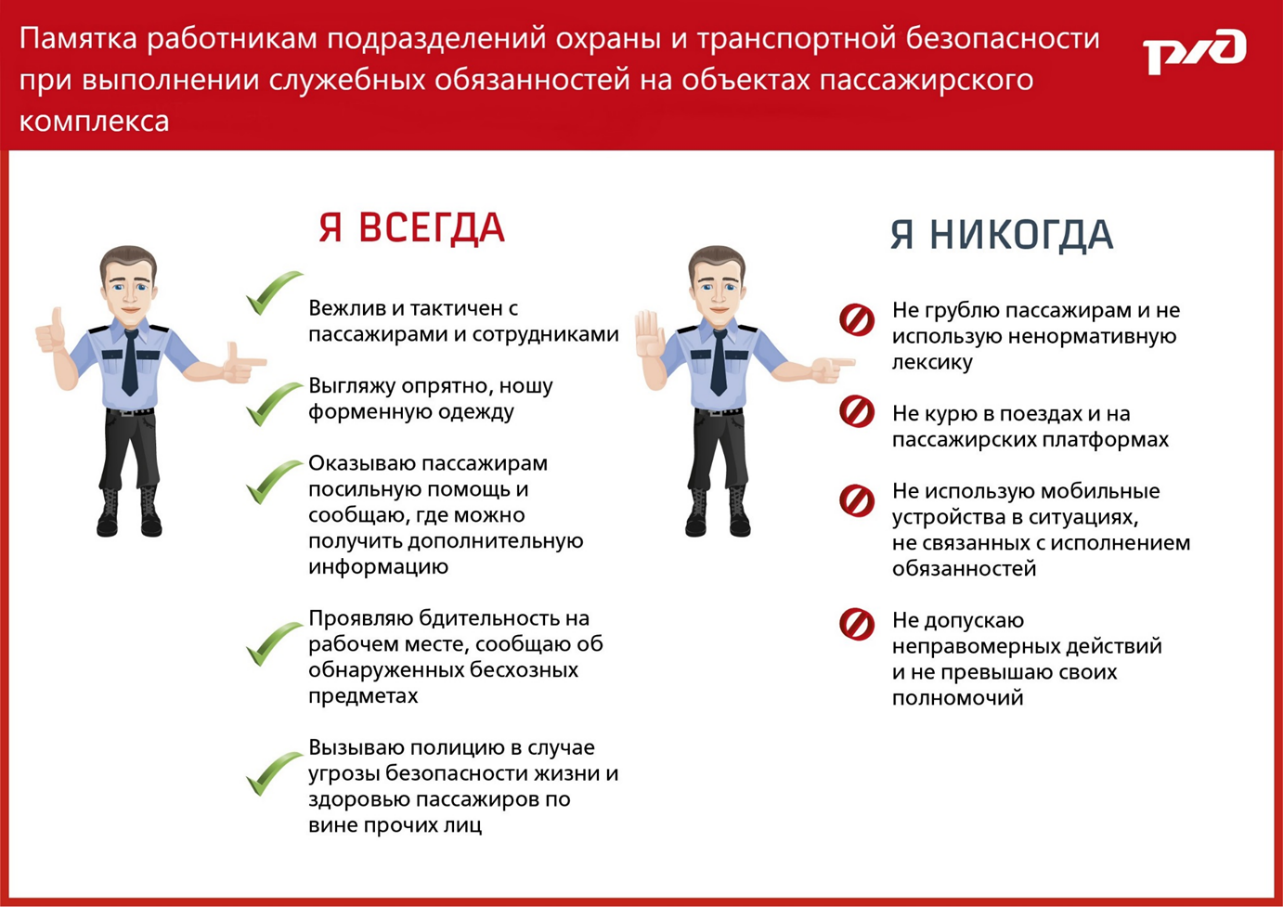 Памятка работникам подразделений охраны и транспортной безопасности
при выполнении служебных обязанностей на объектах пассажирского
комплекса
ржд
Я ВСЕГДА
Вежлив и тактичен с
пассажирами и сотрудниками
Выгляжу опрятно, ношу
форменную одежду
Оказываю пассажирам
посильную помощь и
сообщаю, где можно
получить дополнительную
информацию
Проявляю бдительность на
рабочем месте, сообщаю об
обнаруженных бесхозных
предметах
Вызываю полицию в случае
угрозы безопасности жизни и
здоровью пассажиров по
вине прочих лиц
Я НИКОГДА
Не грублю пассажирам и не
использую ненормативную
лексику
Не курю в поездах и на
пассажирских платформах
Не использую мобильные
устройства в ситуациях,
не связанных с исполнением
обязанностей
Не допускаю
неправомерных действий
и не превышаю своих
полномочий